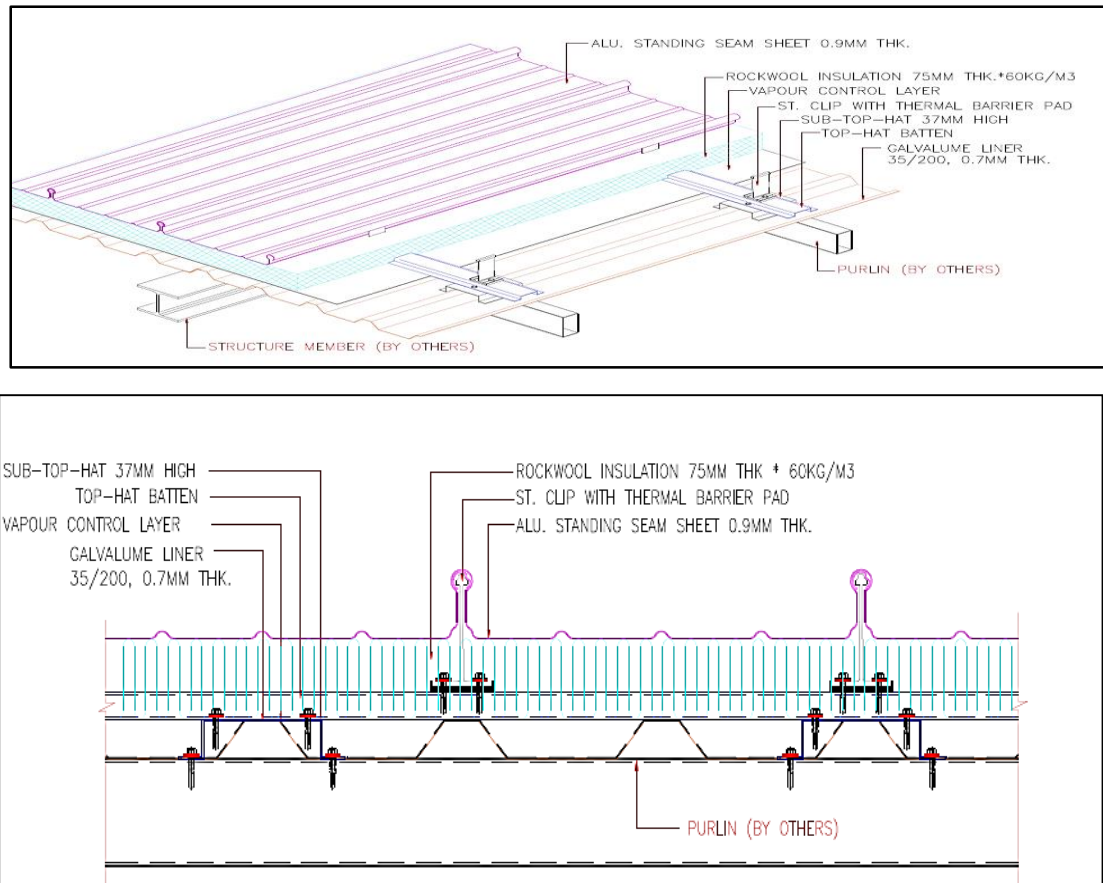 ALU. STANDING SEAM SHEET 0.9MM THK.
ROCKWOOL INSULATION 75MM THK.*60KG/M3
VAPOUR CONTROL LAYER
ST. CLIP WITH THERMAL BARRIER PAD
SUB-TOP-HAT 37MM HIGH
TOP-HAT BATTEN
GALVALUME LINER
35/200, 0.7MM THK.
PURLIN (BY OTHERS)
STRUCTURE MEMBER (BY OTHERS)
SUB-TOP-HAT 37MM HIGH
TOP-HAT BATTEN
VAPOUR CONTROL LAYER
GALVALUME LINER
35/200, 0.7MM THK.
ROCKWOOL INSULATION 75MM THK * 60KG/M3
ST. CLIP WITH THERMAL BARRIER PAD
ALU. STANDING SEAM SHEET 0.9MM THK.
PURLIN (BY OTHERS)